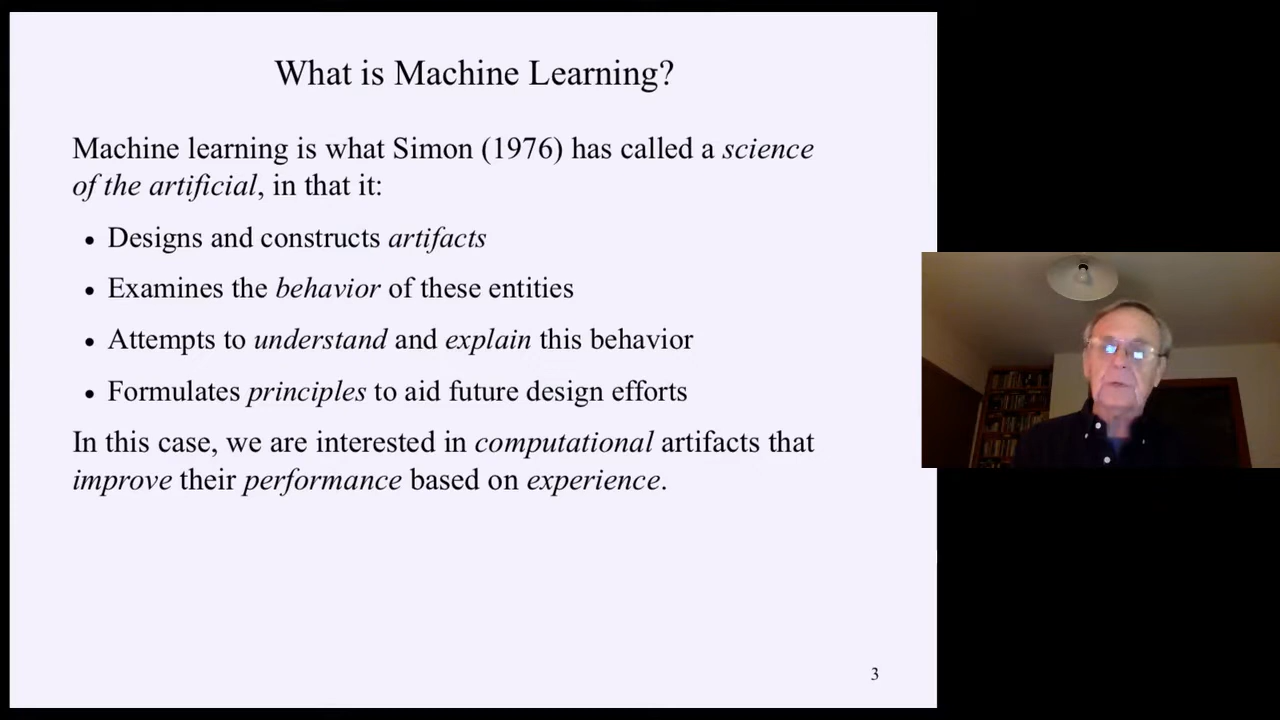 What is Machine Learning?
Machine learning is what Simon (1976) has called a science
of the artificial, in that it:
• Designs and constructs artifacts
• Examines the behavior of these entities
• Attempts to understand and explain this behavior
• Formulates principles to aid future design efforts
In this case, we are interested in computational artifacts that
improve their performance based on experience.
3